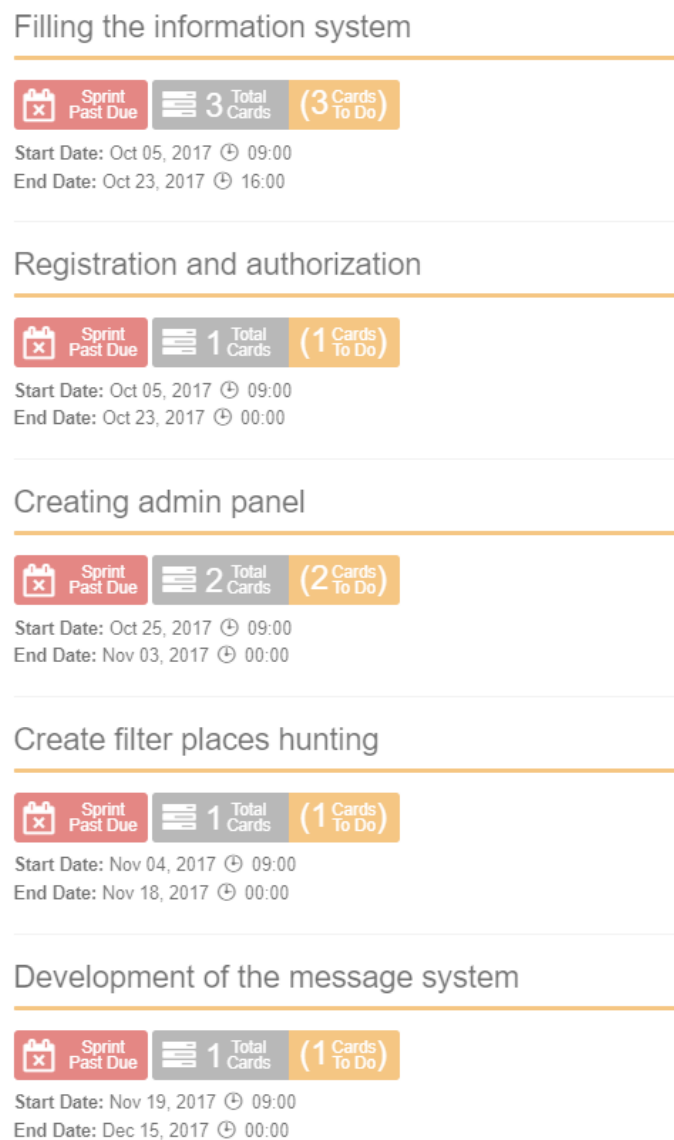 Filling the information system
Sprint Past Due 3 Total Cards (3 Cards To Do)
Start Date: Oct 05, 2017 09:00
End Date: Oct 23, 2017 16:00
Registration and authorization
Sprint Past Due 1 Total Cards (1 Cards To Do)
Start Date: Oct 05, 2017 09:00
End Date: Oct 23, 2017 00:00
Creating admin panel
Sprint Past Due 2 Total Cards (2 Cards To Do)
Start Date: Oct 25, 2017 09:00
End Date: Nov 03, 2017 00:00
Create filter places hunting
Sprint Past Due 1 Total Cards (1 Cards To Do)
Start Date: Nov 04, 2017 09:00
End Date: Nov 18, 2017 00:00
Development of the message system
Sprint Past Due 1 Total Cards (1 Cards To Do)
Start Date: Nov 19, 2017 09:00
End Date: Dec 15, 2017 00:00